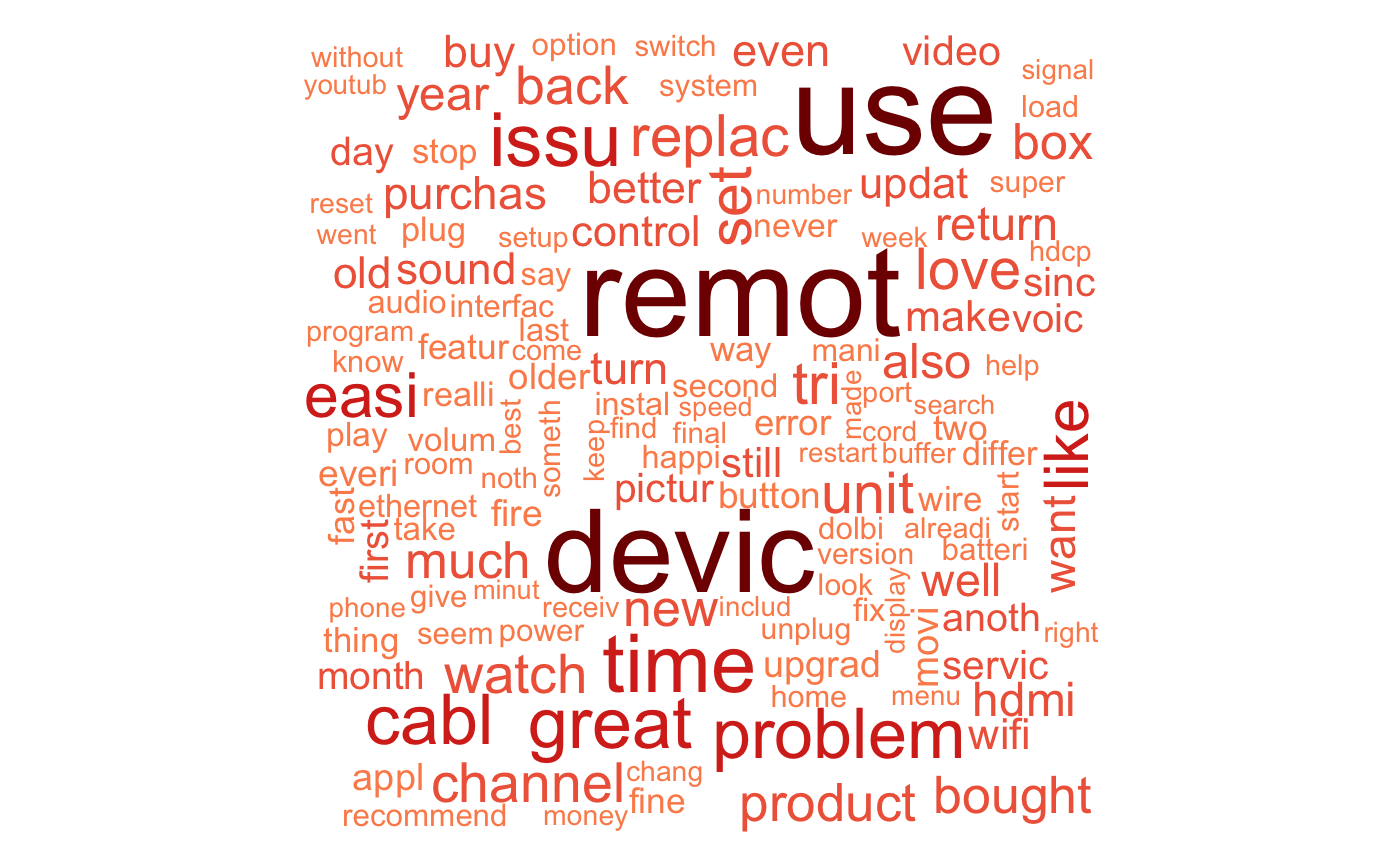 without buy option switch even video
youtub year back system use signal
load
day stop issu replac box
reset purchas better set number updat super
went plug setup control never week return
old sound say remot love hdcp
sinc
audio interfac make voic
program featur last
know come way mani also help
easi realli older turn second tri made port search
instal speed
play volum best someth keep find final error cord two like
everi room noth happi still restart buffer differ
pictur button unit wire start want
fast ethernet fire devic dolbi alreadi
first take version batteri
much look well
phone give minut receiv new includ fix display movi anoth right
thing seem power unplug
month watch time upgrad servic
home menu hdmi
cabl great problem wifi
appl channel chang
fine product bought
recommend money